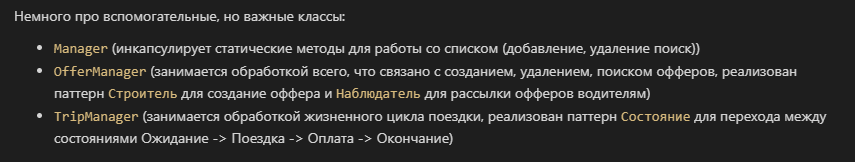 Немного про вспомогательные, но важные классы:
• Manager (инкапсулирует статические методы для работы со списком (добавление, удаление поиск))
• OfferManager (занимается обработкой всего, что связано с созданием, удалением, поиском офферов, реализован
паттерн Строитель для создание оффера и Наблюдатель для рассылки офферов водителям)
• TripManager (занимается обработкой жизненного цикла поездки, реализован паттерн Состояние для перехода между
состояниями Ожидание -> Поездка -> Оплата -> Окончание)